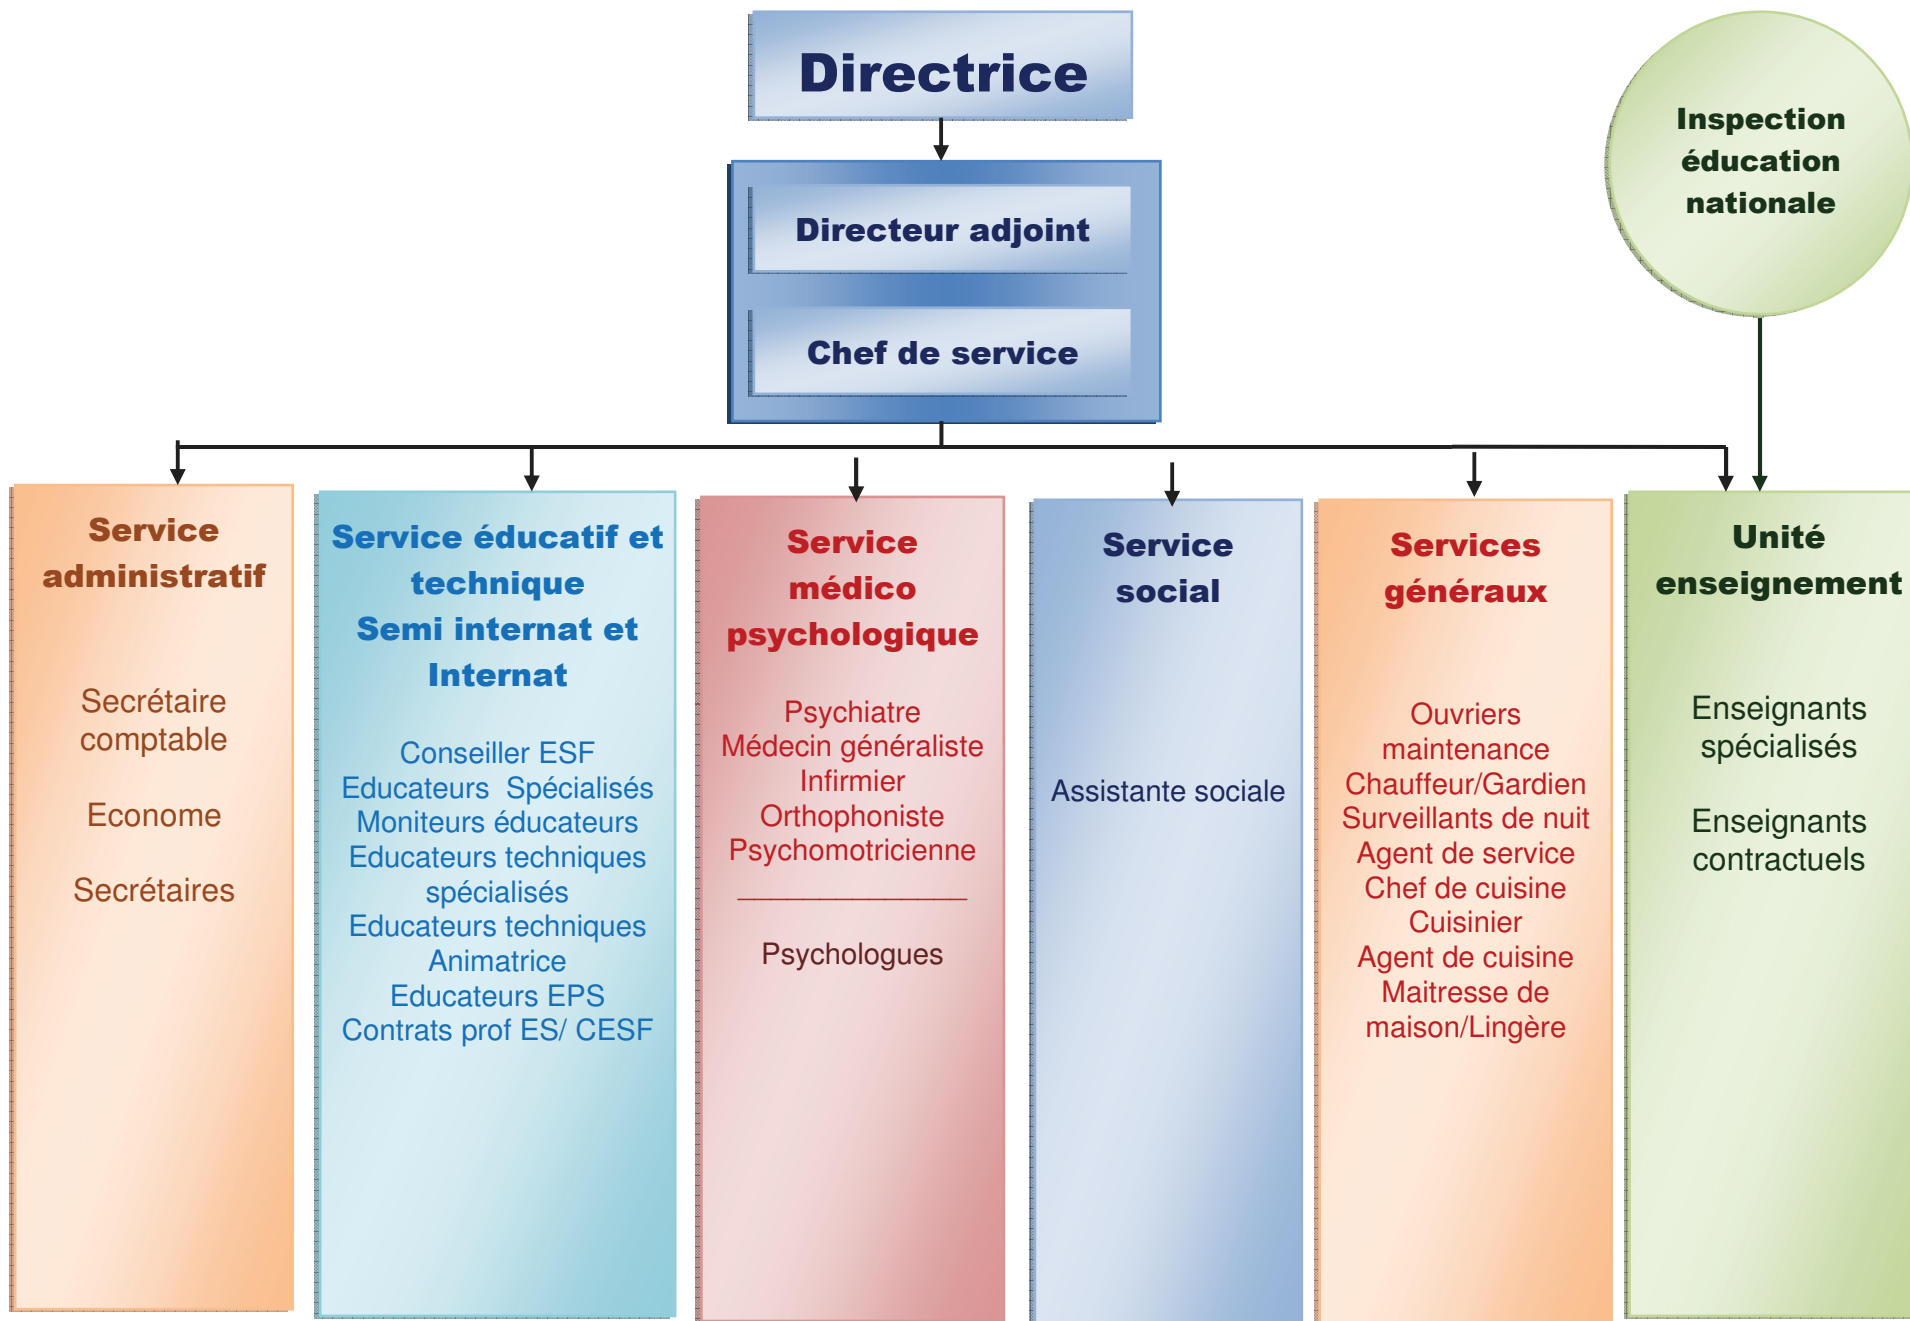 Directrice
Inspection
éducation
nationale
Directeur adjoint
Chef de service
Service
administratif
Secrétaire
comptable
Econome
Secrétaires
Service éducatif et
technique
Semi internat et
Internat
Conseiller ESF
Educateurs Spécialisés
Moniteurs éducateurs
Educateurs techniques
spécialisés
Educateurs techniques
Animatrice
Educateurs EPS
Contrats prof ES/ CESF
Service
médico
psychologique
Psychiatre
Médecin généraliste
Infirmier
Orthophoniste
Psychomotricienne
Psychologues
Service
social
Assistante sociale
Services
généraux
Ouvriers
maintenance
Chauffeur/Gardien
Surveillants de nuit
Agent de service
Chef de cuisine
Cuisinier
Agent de cuisine
Maitresse de
maison/Lingère
Unité
enseignement
Enseignants
spécialisés
Enseignants
contractuels